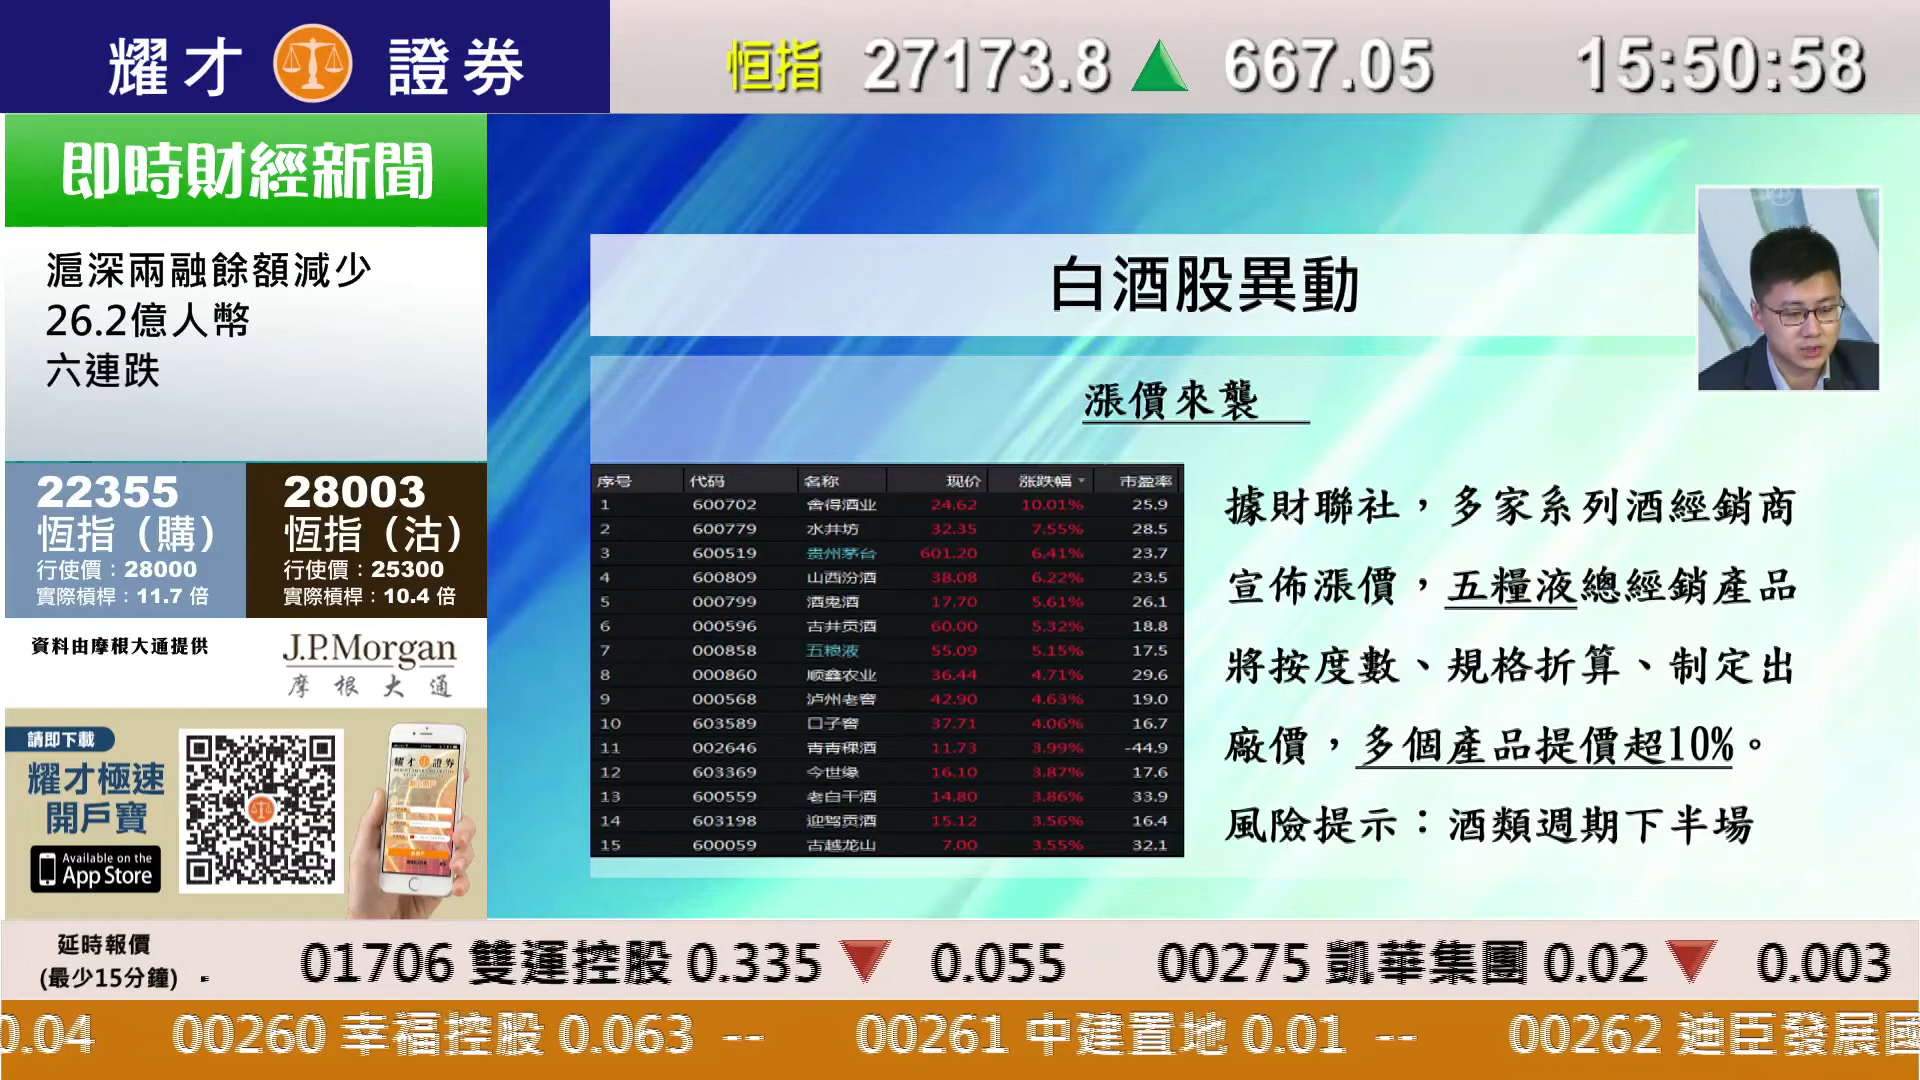 耀才 證券
恒指 27173.8 ▲ 667.05 15:50:58
即時財經新聞
滬深兩融餘額減少
26.2億人幣
六連跌
22355
恆指（購）
行使價：28000
實際槓桿：11.7 倍
28003
恆指（沽）
行使價：25300
實際槓桿：10.4 倍
資料由摩根大通提供
J.P.Morgan
摩根大通
請即下載
耀才極速
開戶寶
Available on the
App Store
耀才 證券
白酒股異動
漲價來襲
序号 代码 名称 现价 涨跌幅 市盈率
1 600702 舍得酒业 24.62 10.01% 25.9
2 600779 水井坊 32.35 7.55% 28.5
3 600519 贵州茅台 601.20 6.41% 23.7
4 600809 山西汾酒 38.08 6.22% 23.5
5 000799 酒鬼酒 17.70 5.61% 26.1
6 000596 古井贡酒 60.00 5.32% 18.8
7 000858 五粮液 55.09 5.15% 17.5
8 000860 顺鑫农业 36.44 4.71% 29.6
9 000568 泸州老窖 42.90 4.63% 19.0
10 603589 口子窖 37.71 4.06% 16.7
11 002646 青青稞酒 11.73 3.99% -44.9
12 603369 今世缘 16.10 3.87% 17.6
13 600559 老白干酒 14.80 3.86% 33.9
14 603198 迎驾贡酒 15.12 3.56% 16.4
15 600059 古越龙山 7.00 3.55% 32.1
據財聯社，多家系列酒經銷商
宣佈漲價，五糧液總經銷產品
將按度數、規格折算、制定出
廠價，多個產品提價超10%。
風險提示：酒類週期下半場
延時報價
(最少15分鐘)
01706 雙運控股 0.335 ▼ 0.055 00275 凱華集團 0.02 ▼ 0.003
0.04 00260 幸福控股 0.063 -- 00261 中建置地 0.01 -- 00262 迪臣發展國